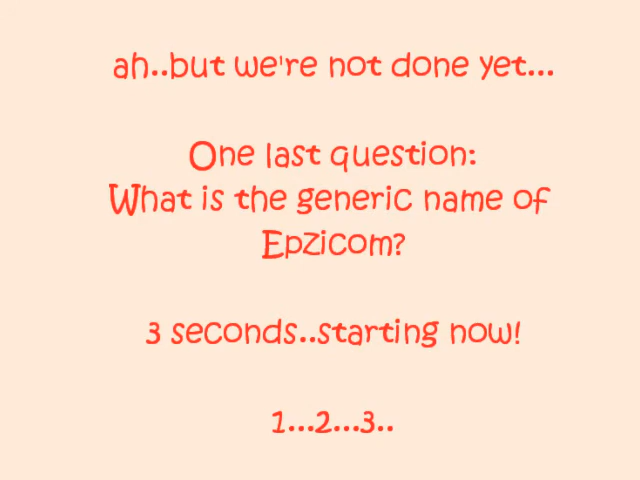 ah..but we're not done yet...
One last question:
What is the generic name of
Epzicom?
3 seconds..starting now!
1...2...3..